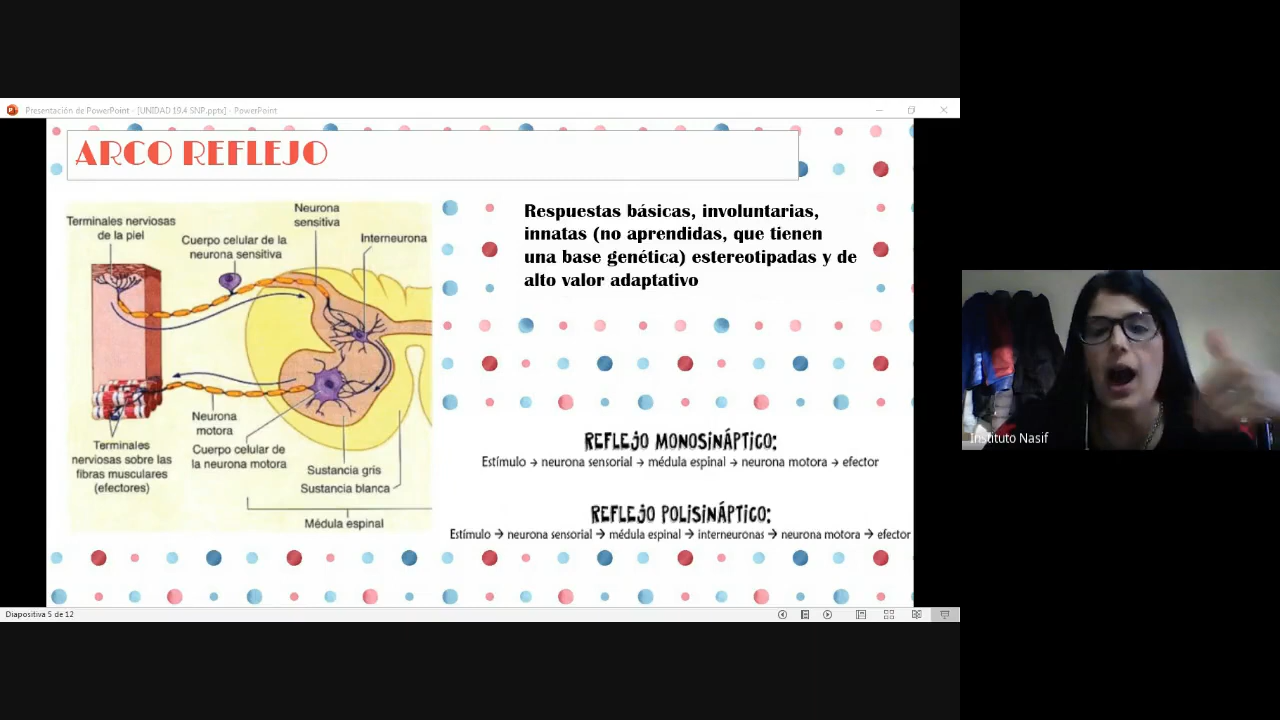 Presentación de PowerPoint - [UNIDAD 19.4 SNP.pptx] - PowerPoint
ARCO REFLEJO
Terminales nerviosas
de la piel
Cuerpo celular de la
neurona sensitiva
Neurona
sensitiva
Interneurona
Neurona
motora
Cuerpo celular de
la neurona motora
Terminales
nerviosas sobre las
fibras musculares
(efectores)
Sustancia gris
Sustancia blanca
Médula espinal
Respuestas básicas, involuntarias,
innatas (no aprendidas, que tienen
una base genética) estereotipadas y de
alto valor adaptativo
REFLEJO MONOSINÁPTICO:
Estímulo → neurona sensorial → médula espinal → neurona motora → efector
REFLEJO POLISINÁPTICO:
Estímulo → neurona sensorial → médula espinal → interneuronas → neurona motora → efector
Diapositiva 5 de 12
Instituto Nasif